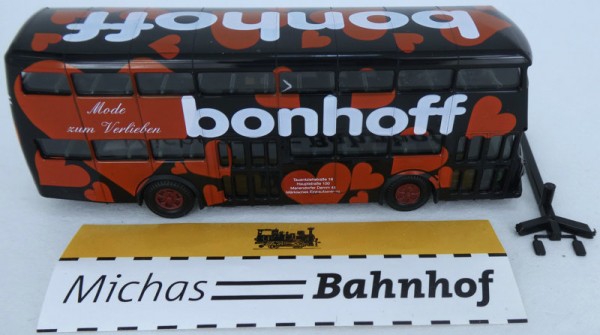 bonhoff
Mode
zum Verlieben
bonhoff
Michas Bahnhof